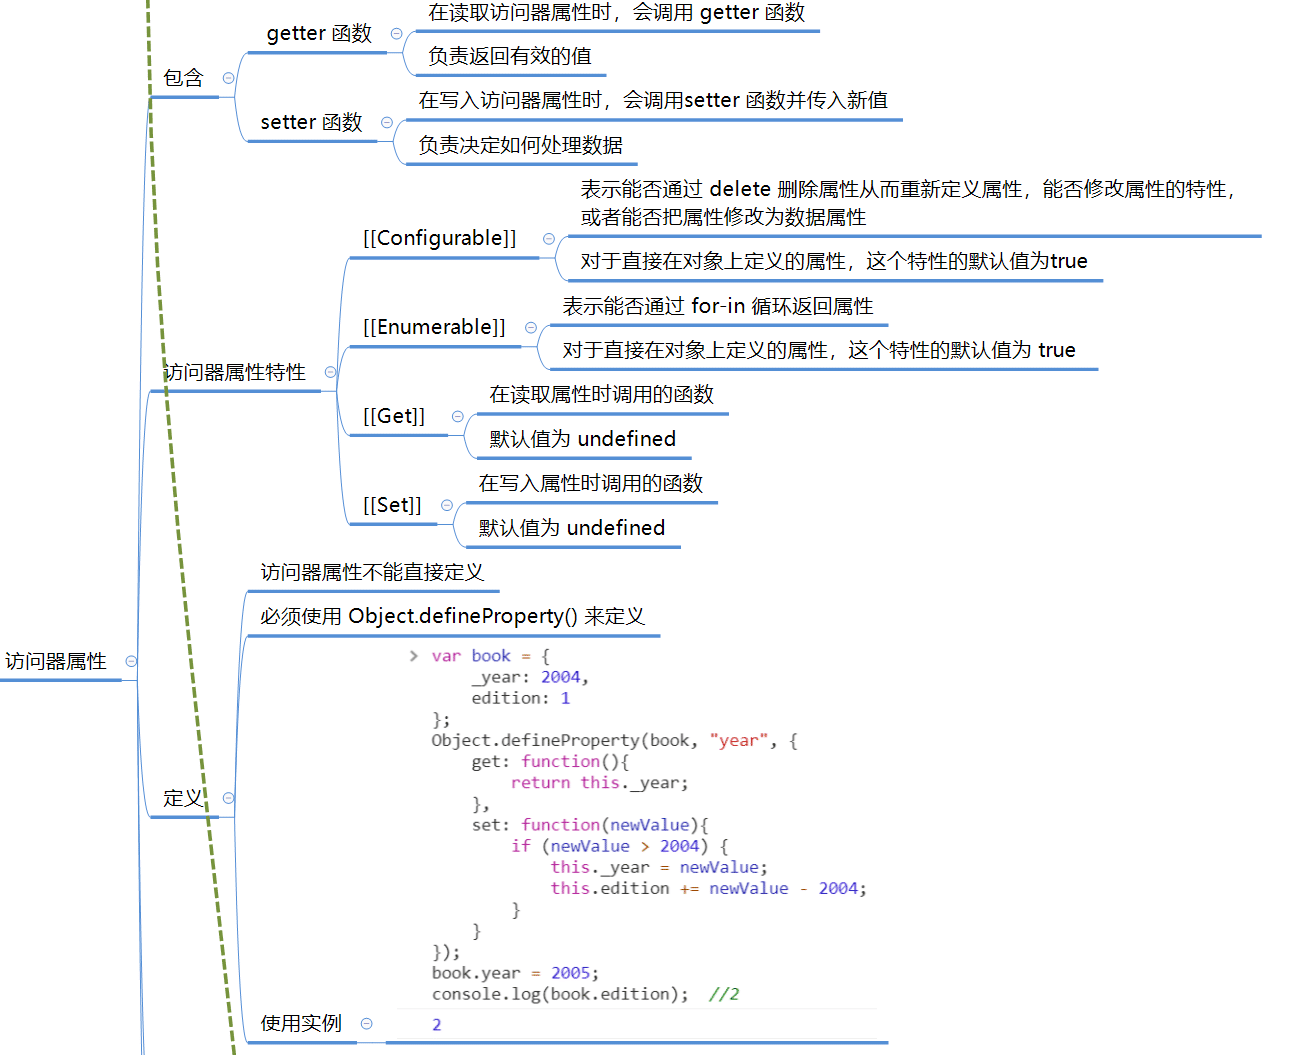 在读取访问器属性时，会调用 getter 函数
getter 函数
负责返回有效的值
包含
在写入访问器属性时，会调用setter 函数并传入新值
setter 函数
负责决定如何处理数据
表示能否通过 delete 删除属性从而重新定义属性，能否修改属性的特性，
或者能否把属性修改为数据属性
[[Configurable]]
对于直接在对象上定义的属性，这个特性的默认值为true
表示能否通过 for-in 循环返回属性
[[Enumerable]]
对于直接在对象上定义的属性，这个特性的默认值为 true
访问器属性特性
在读取属性时调用的函数
[[Get]]
默认值为 undefined
在写入属性时调用的函数
[[Set]]
默认值为 undefined
访问器属性不能直接定义
必须使用 Object.defineProperty() 来定义
访问器属性
定义
> var book = {
_year: 2004,
edition: 1
};
Object.defineProperty(book, "year", {
get: function(){
return this._year;
},
set: function(newValue){
if (newValue > 2004) {
this._year = newValue;
this.edition += newValue - 2004;
}
}
});
book.year = 2005;
console.log(book.edition);  //2
2
使用实例